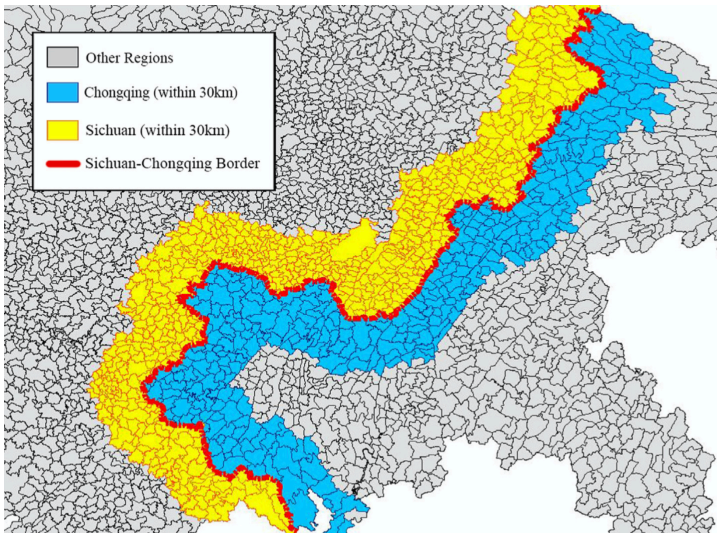 Other Regions
Chongqing (within 30km)
Sichuan (within 30km)
Sichuan-Chongqing Border